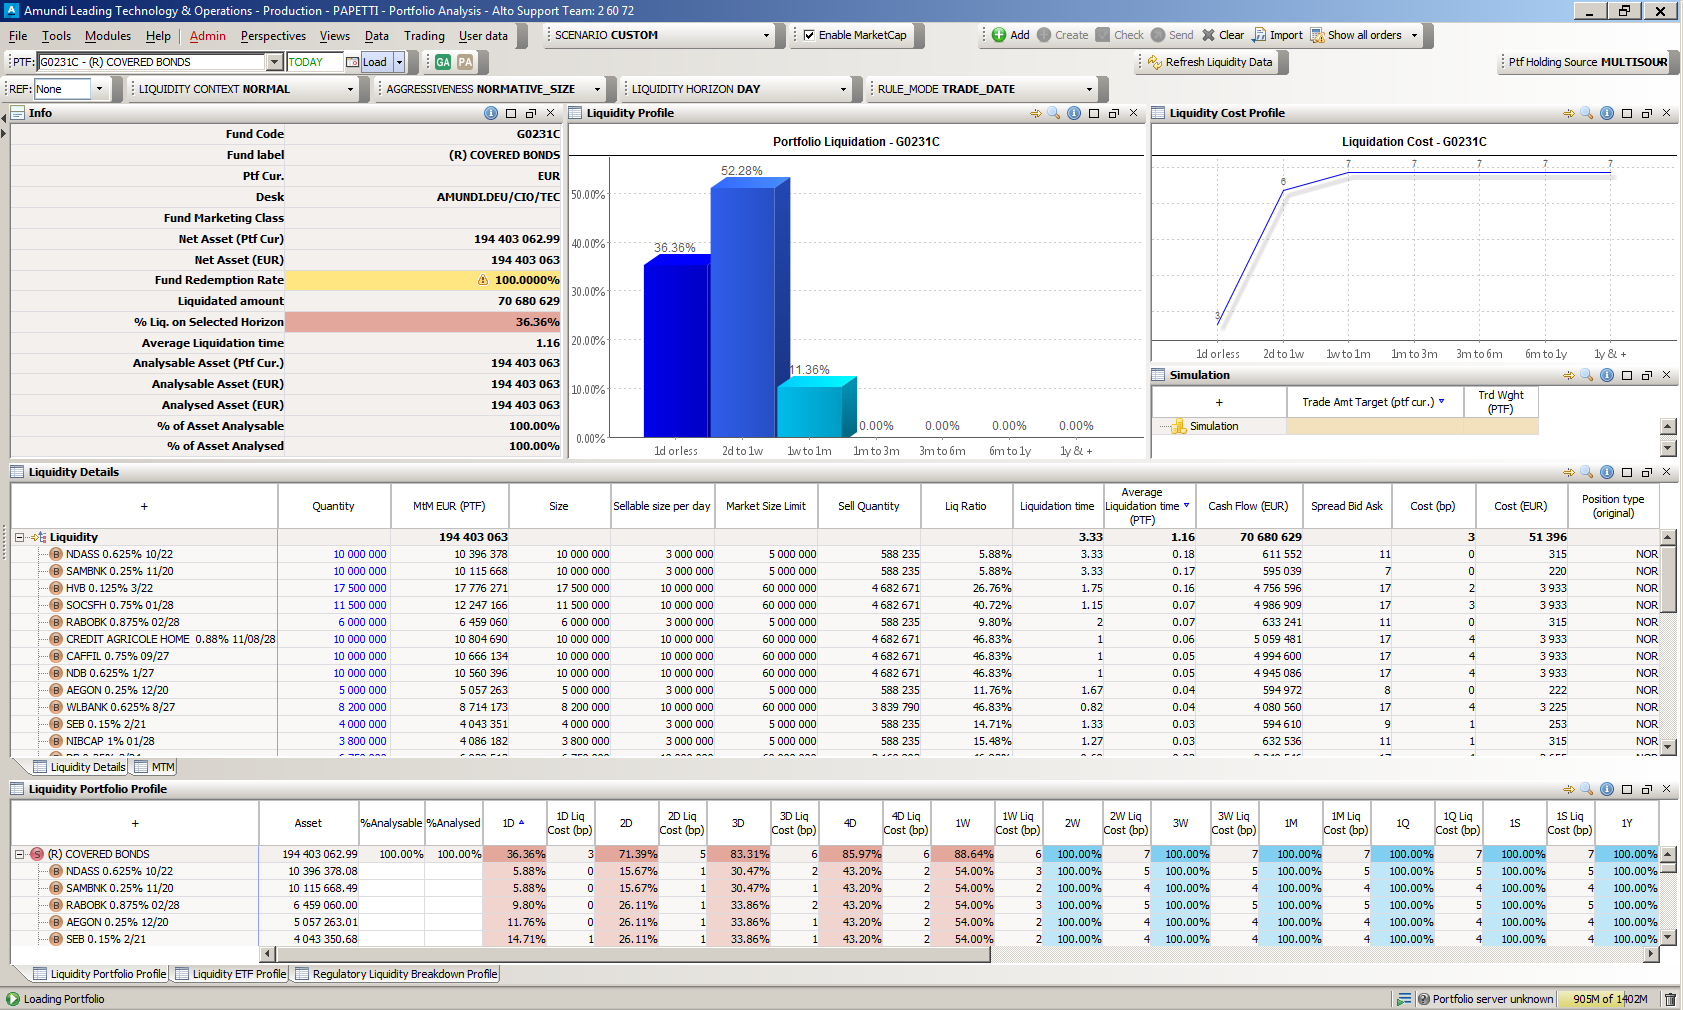 Amundi Leading Technology & Operations - Production - PAPETTI - Portfolio Analysis - Alto Support Team: 2 60 72
File Tools Modules Help Admin Perspectives Views Data Trading User data SCENARIO CUSTOM Enable MarketCap Add Create Check Send Clear Import Show all orders
PTF: G0231C - (R) COVERED BONDS TODAY Load GA PA Refresh Liquidity Data Ptf Holding Source MULTISOUR
REF: None LIQUIDITY CONTEXT NORMAL AGGRESSIVENESS NORMATIVE_SIZE LIQUIDITY HORIZON DAY RULE_MODE TRADE_DATE
Info
Fund Code G0231C
Fund label (R) COVERED BONDS
Ptf Cur. EUR
Desk AMUNDI.DEU/CIO/TEC
Fund Marketing Class
Net Asset (Ptf Cur) 194 403 062.99
Net Asset (EUR) 194 403 063
Fund Redemption Rate 100.0000%
Liquidated amount 70 680 629
% Liq. on Selected Horizon 36.36%
Average Liquidation time 1.16
Analysable Asset (Ptf Cur.) 194 403 063
Analysable Asset (EUR) 194 403 063
Analysed Asset (EUR) 194 403 063
% of Asset Analysable 100.00%
% of Asset Analysed 100.00%
Liquidity Profile
Portfolio Liquidation - G0231C
52.28%
50.00%
36.36%
40.00%
30.00%
20.00%
11.36%
10.00%
0.00% 0.00% 0.00% 0.00%
0.00%
1d or less 2d to 1w 1w to 1m 1m to 3m 3m to 6m 6m to 1y 1y & +
Liquidity Cost Profile
Liquidation Cost - G0231C
3 6 7 7 7 7 7
1d or less 2d to 1w 1w to 1m 1m to 3m 3m to 6m 6m to 1y 1y & +
Simulation
+ Trade Amt Target (ptf cur.) Trd Wght (PTF)
Simulation
Liquidity Details
+ Quantity MtM EUR (PTF) Size Sellable size per day Market Size Limit Sell Quantity Liq Ratio Liquidation time Average Liquidation time (PTF) Cash Flow (EUR) Spread Bid Ask Cost (bp) Cost (EUR) Position type (original)
Liquidity 194 403 063 3.33 1.16 70 680 629 3 51 396
B NDASS 0.625% 10/22 10 000 000 10 396 378 10 000 000 3 000 000 5 000 000 588 235 5.88% 3.33 0.18 611 552 11 0 315 NOR
B SAMBNK 0.25% 11/20 10 000 000 10 115 668 10 000 000 3 000 000 5 000 000 588 235 5.88% 3.33 0.17 595 039 7 0 220 NOR
B HVB 0.125% 3/22 17 500 000 17 776 271 17 500 000 10 000 000 60 000 000 4 682 671 26.76% 1.75 0.16 4 756 596 17 2 3 933 NOR
B SOCSFH 0.75% 01/28 11 500 000 12 247 166 11 500 000 10 000 000 60 000 000 4 682 671 40.72% 1.15 0.07 4 986 909 17 3 3 933 NOR
B RABOBK 0.875% 02/28 6 000 000 6 459 060 6 000 000 3 000 000 5 000 000 588 235 9.80% 2 0.07 633 241 11 0 315 NOR
B CREDIT AGRICOLE HOME 0.88% 11/08/28 10 000 000 10 804 690 10 000 000 10 000 000 60 000 000 4 682 671 46.83% 1 0.06 5 059 481 17 4 3 933 NOR
B CAFFIL 0.75% 09/27 10 000 000 10 666 134 10 000 000 10 000 000 60 000 000 4 682 671 46.83% 1 0.05 4 994 600 17 4 3 933 NOR
B NDB 0.625% 1/27 10 000 000 10 560 396 10 000 000 10 000 000 60 000 000 4 682 671 46.83% 1 0.05 4 945 086 17 4 3 933 NOR
B AEGON 0.25% 12/20 5 000 000 5 057 263 5 000 000 3 000 000 5 000 000 588 235 11.76% 1.67 0.04 594 972 8 0 222 NOR
B WLBANK 0.625% 8/27 8 200 000 8 714 173 8 200 000 10 000 000 60 000 000 3 839 790 46.83% 0.82 0.04 4 080 560 17 4 3 225 NOR
B SEB 0.15% 2/21 4 000 000 4 043 351 4 000 000 3 000 000 5 000 000 588 235 14.71% 1.33 0.03 594 610 9 1 253 NOR
B NIBCAP 1% 01/28 3 800 000 4 086 182 3 800 000 3 000 000 5 000 000 588 235 15.48% 1.27 0.03 632 536 11 1 315 NOR
Liquidity Details MTM
Liquidity Portfolio Profile
+ Asset %Analysable %Analysed 1D 1D Liq Cost (bp) 2D 2D Liq Cost (bp) 3D 3D Liq Cost (bp) 4D 4D Liq Cost (bp) 1W 1W Liq Cost (bp) 2W 2W Liq Cost (bp) 3W 3W Liq Cost (bp) 1M 1M Liq Cost (bp) 1Q 1Q Liq Cost (bp) 1S 1S Liq Cost (bp) 1Y
S (R) COVERED BONDS 194 403 062.99 100.00% 100.00% 36.36% 3 71.39% 5 83.31% 6 85.97% 6 88.64% 6 100.00% 7 100.00% 7 100.00% 7 100.00% 7 100.00% 7 100.00%
B NDASS 0.625% 10/22 10 396 378.08 5.88% 0 15.67% 1 30.47% 2 43.20% 2 54.00% 3 100.00% 5 100.00% 5 100.00% 5 100.00% 5 100.00% 5 100.00%
B SAMBNK 0.25% 11/20 10 115 668.49 5.88% 0 15.67% 1 30.47% 1 43.20% 2 54.00% 2 100.00% 4 100.00% 4 100.00% 4 100.00% 4 100.00% 4 100.00%
B RABOBK 0.875% 02/28 6 459 060.00 9.80% 0 26.11% 1 33.86% 2 43.20% 2 54.00% 3 100.00% 5 100.00% 5 100.00% 5 100.00% 5 100.00% 5 100.00%
B AEGON 0.25% 12/20 5 057 263.01 11.76% 0 26.11% 1 33.86% 1 43.20% 2 54.00% 2 100.00% 4 100.00% 4 100.00% 4 100.00% 4 100.00% 4 100.00%
B SEB 0.15% 2/21 4 043 350.68 14.71% 1 26.11% 1 33.86% 1 43.20% 2 54.00% 2 100.00% 4 100.00% 4 100.00% 4 100.00% 4 100.00% 4 100.00%
Liquidity Portfolio Profile Liquidity ETF Profile Regulatory Liquidity Breakdown Profile
Loading Portfolio Portfolio server unknown 905M of 1402M